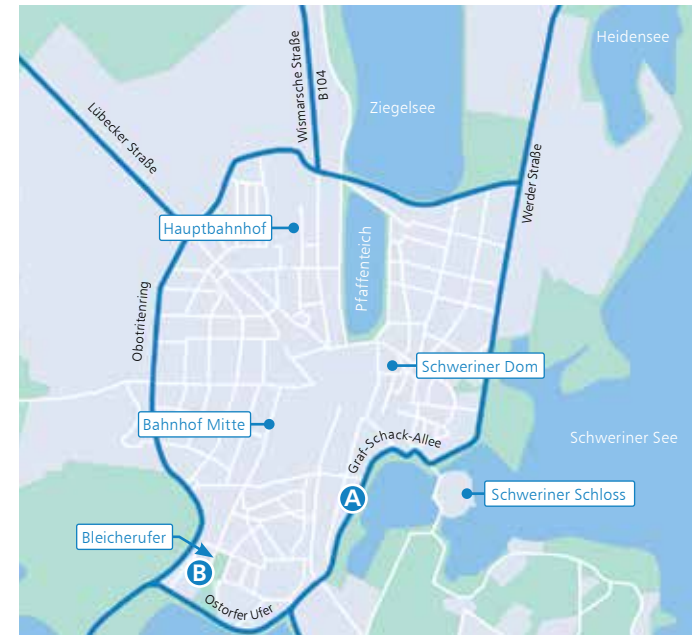 Heidensee
Wismarsche Straße
B104
Ziegelsee
Lübecker Straße
Werder Straße
Hauptbahnhof
Pfaffenteich
Obotritenring
Schweriner Dom
Bahnhof Mitte
Graf-Schack-Allee
Schweriner See
A
Schweriner Schloss
Bleicherufer
B
Ostorfer Ufer